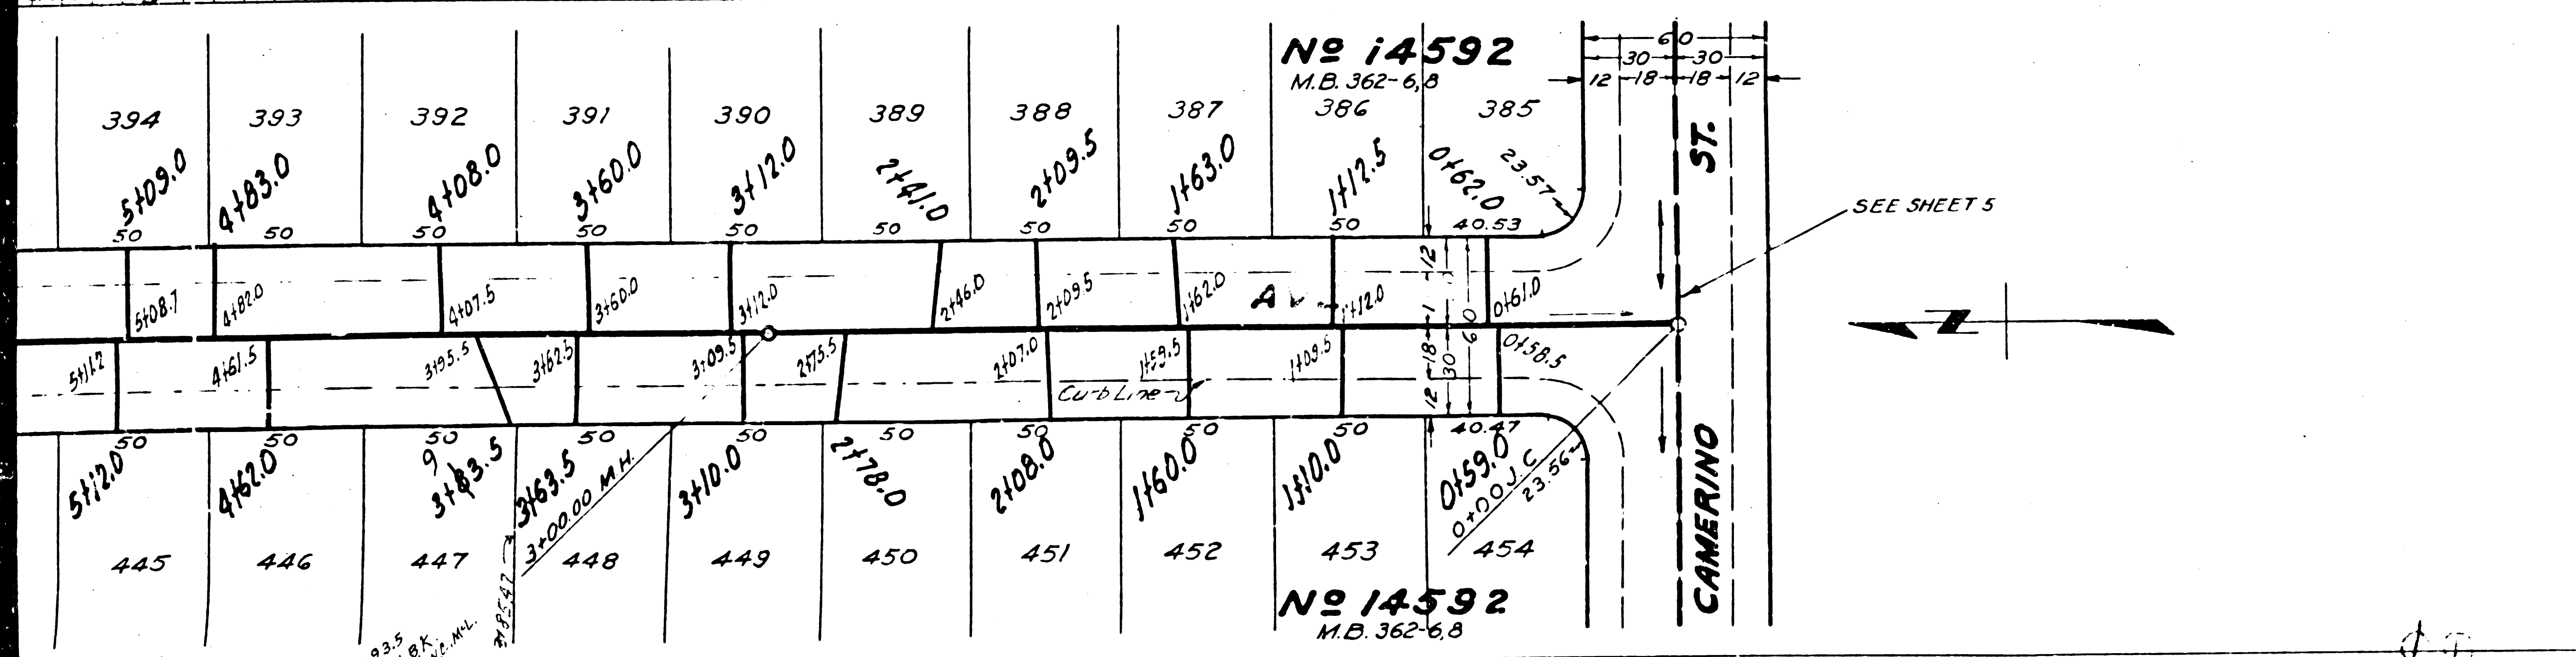 No 14592
M.B. 362-6,8
60
30 30
12 18 18 12
394 393 392 391 390 389 388 387 386 385
5+09.0 4+83.0 4+08.0 3+60.0 3+12.0 2+41.0 2+09.5 1+63.0 1+12.5 0+62.0 23.57
50 50 50 50 50 50 50 50 50 40.53
ST.
SEE SHEET 5
5+08.7 4+82.0 4+07.5 3+60.0 3+12.0 2+46.0 2+09.5 1+62.0 1+12.0 0+61.0
12
18
60
30
18
12
N
5+11.2 4+61.5 3+95.5 3+62.5 3+09.5 2+75.5 2+07.0 1+59.5 1+09.5 0+58.5
Curb Line
50 50 50 50 50 50 50 50 50 40.47
5+12.0 4+62.0 3+93.5 3+63.5 3+10.0 2+78.0 2+08.0 1+60.0 1+10.0 0+59.0
3+00.00 M.H.
0+00 J.C.
23.56
445 446 447 448 449 450 451 452 453 454
CAMERINO
3+85.47
No 14592
M.B. 362-6,8
93.5
B.K.